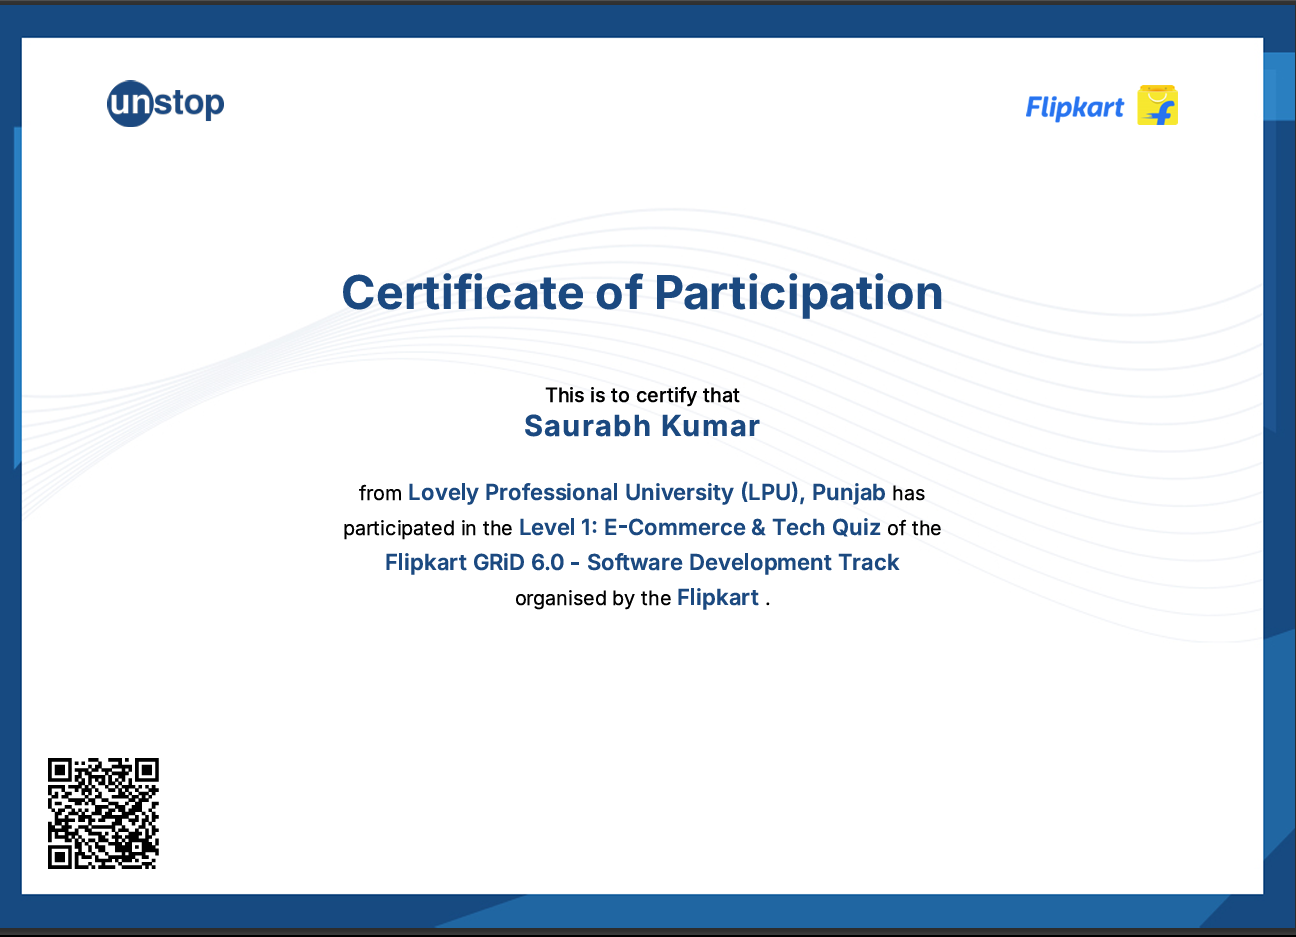 unstop
Flipkart
Certificate of Participation
This is to certify that
Saurabh Kumar
from Lovely Professional University (LPU), Punjab has
participated in the Level 1: E-Commerce & Tech Quiz of the
Flipkart GRiD 6.0 - Software Development Track
organised by the Flipkart .